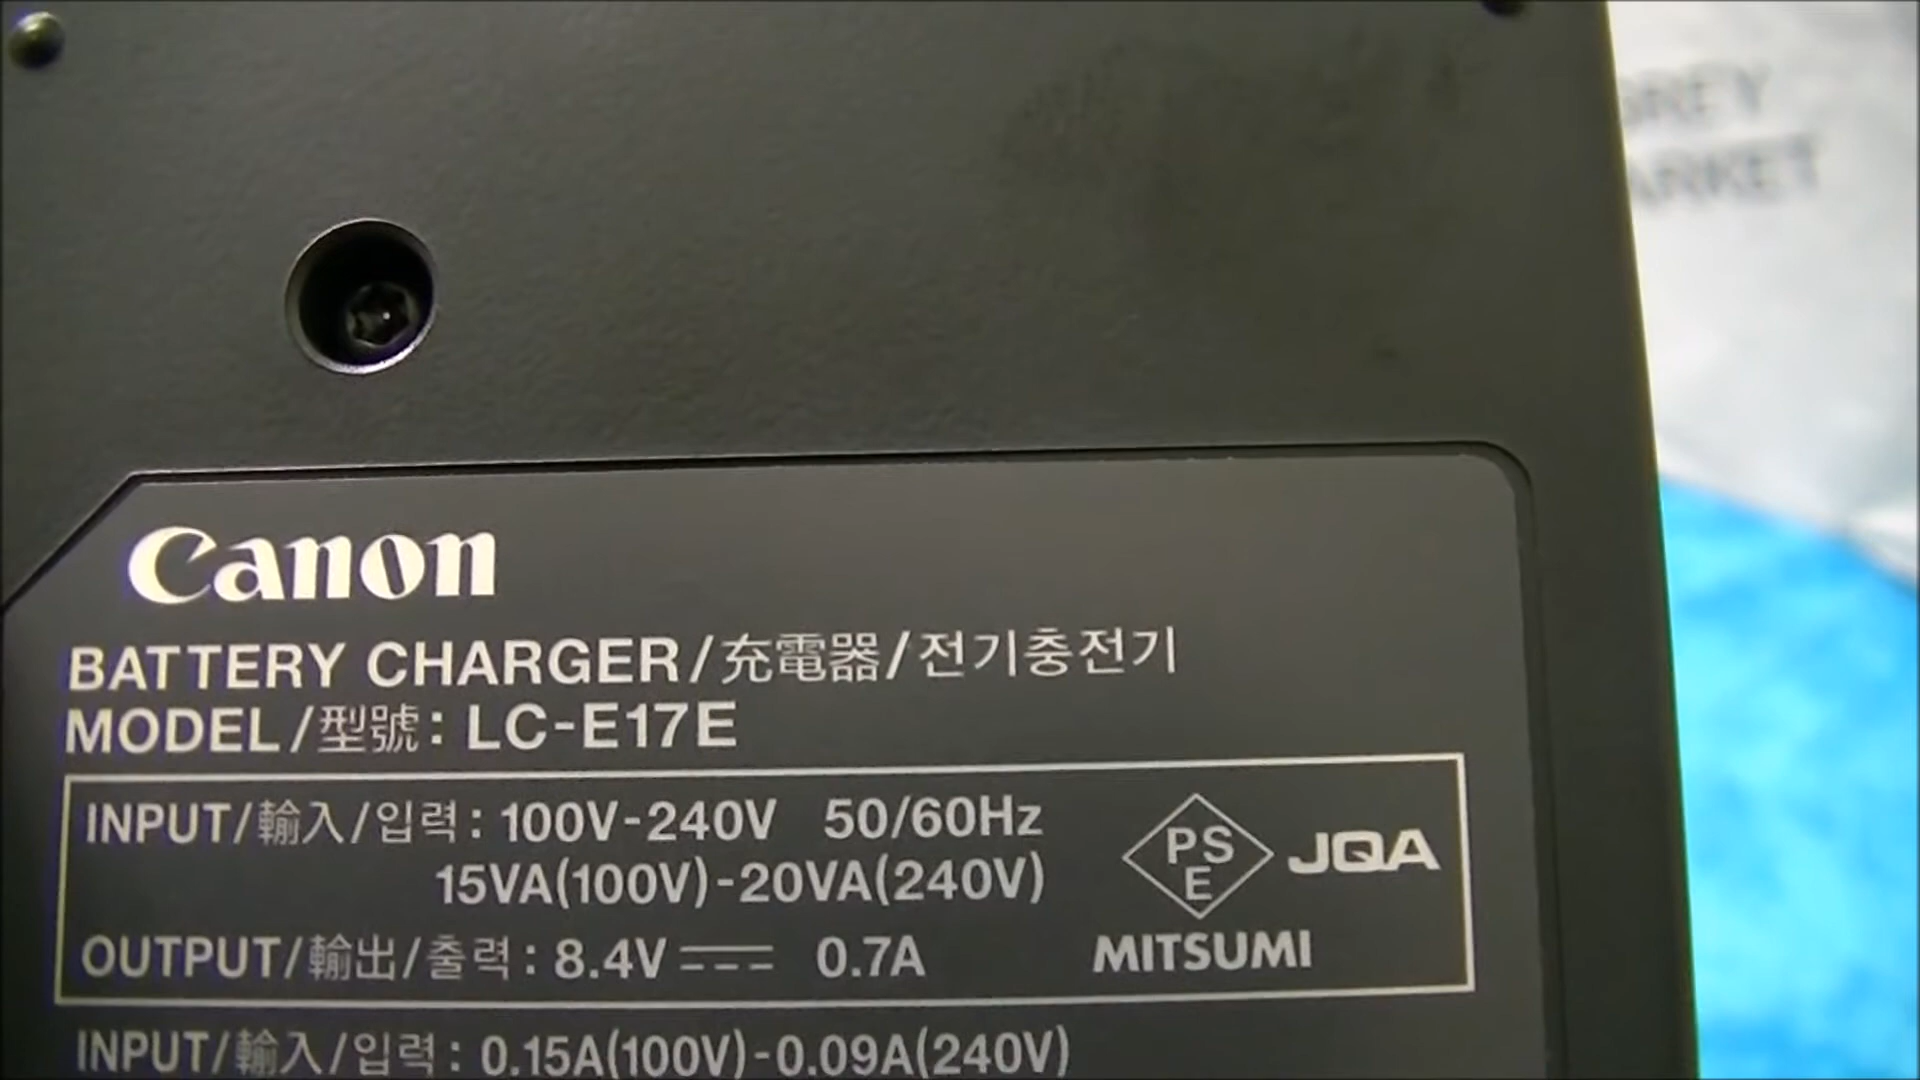 MARKET
Canon
BATTERY CHARGER/充電器/전기충전기
MODEL/型號: LC-E17E
INPUT/輸入/입력: 100V-240V 50/60Hz
15VA(100V)-20VA(240V)
PS
E
JQA
OUTPUT/輸出/출력: 8.4V 0.7A
MITSUMI
INPUT/輸入/입력: 0.15A(100V)-0.09A(240V)